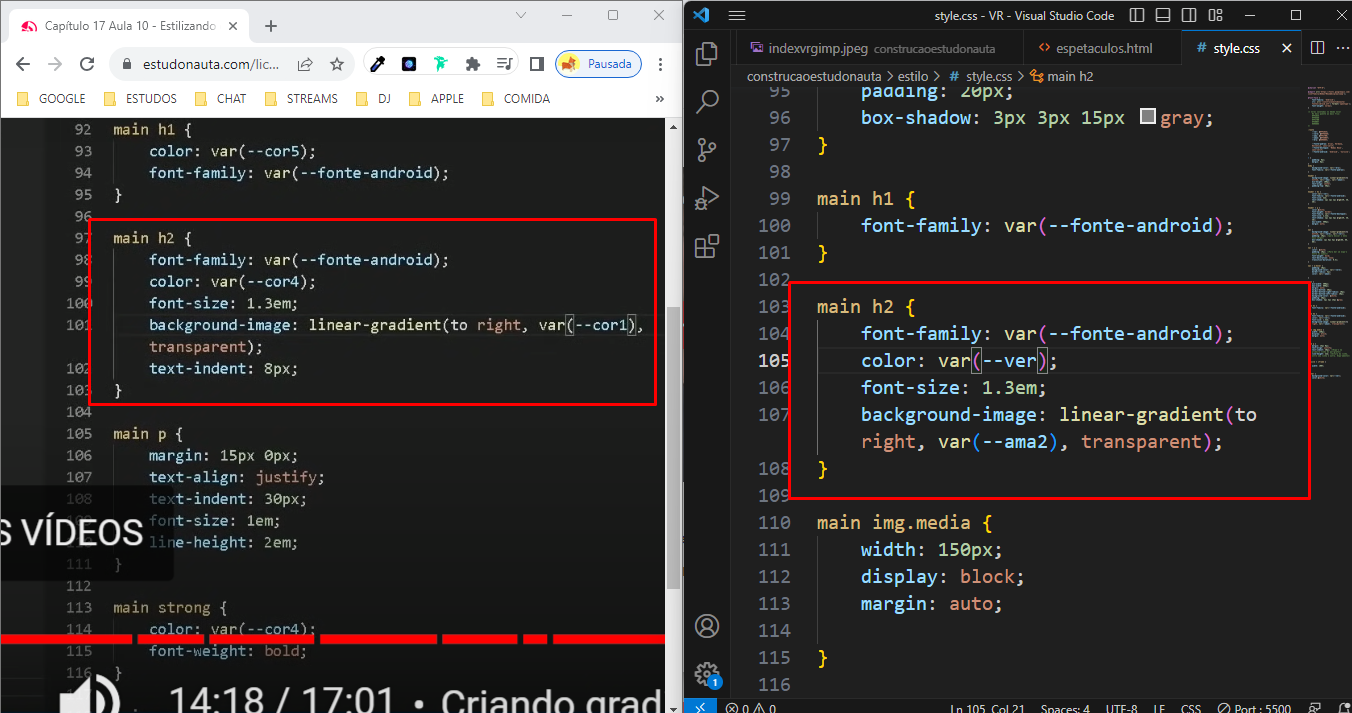 Capítulo 17 Aula 10 - Estilizando
estudonauta.com/lic...
Pausada
GOOGLE ESTUDOS CHAT STREAMS DJ APPLE COMIDA »
92 main h1 {
93 color: var(--cor5);
94 font-family: var(--fonte-android);
95 }
96
97 main h2 {
98 font-family: var(--fonte-android);
99 color: var(--cor4);
100 font-size: 1.3em;
101 background-image: linear-gradient(to right, var(--cor1),
transparent);
102 text-indent: 8px;
103 }
104
105 main p {
106 margin: 15px 0px;
107 text-align: justify;
108 text-indent: 30px;
109 font-size: 1em;
110 line-height: 2em;
111 }
112
113 main strong {
114 color: var(--cor4);
115 font-weight: bold;
116 }
S VÍDEOS
14:18 / 17:01 • Criando grad
style.css - VR - Visual Studio Code
indexvrgimp.jpeg construcaoestudonauta
espetaculos.html
# style.css
construcaoestudonauta > estilo > # style.css > main h2
95 padding: 20px;
96 box-shadow: 3px 3px 15px gray;
97 }
98
99 main h1 {
100 font-family: var(--fonte-android);
101 }
102
103 main h2 {
104 font-family: var(--fonte-android);
105 color: var(--ver);
106 font-size: 1.3em;
107 background-image: linear-gradient(to
right, var(--ama2), transparent);
108 }
109
110 main img.media {
111 width: 150px;
112 display: block;
113 margin: auto;
114
115 }
116
1
0 0 Ln 105, Col 21 Spaces: 4 UTF-8 LF CSS Port : 5500